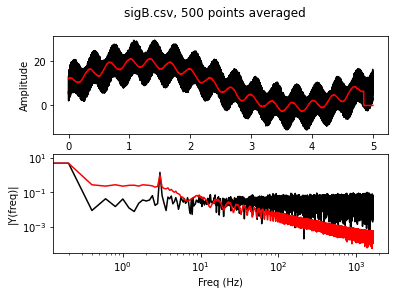 sigB.csv, 500 points averaged
Amplitude
20
0
0 1 2 3 4 5
|Y(freq)|
10¹
10⁻¹
10⁻³
10⁰ 10¹ 10² 10³
Freq (Hz)